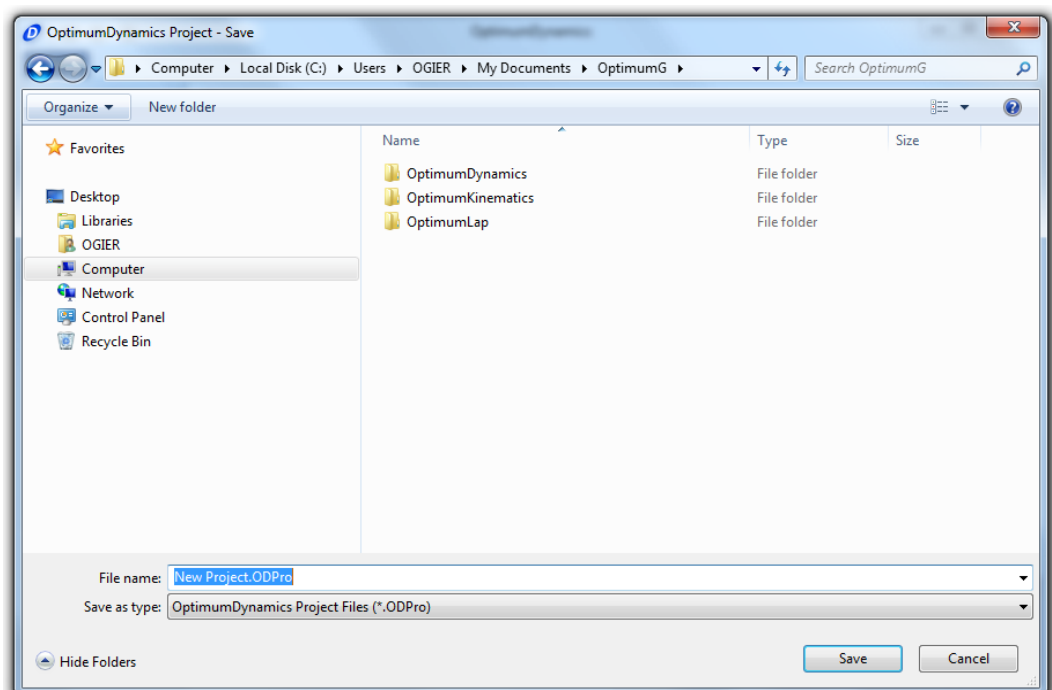 OptimumDynamics Project - Save
OptimumDynamics
Computer Local Disk (C:) Users OGIER My Documents OptimumG Search OptimumG
Organize New folder
Name Type Size
Favorites
OptimumDynamics File folder
OptimumKinematics File folder
OptimumLap File folder
Desktop
Libraries
OGIER
Computer
Network
Control Panel
Recycle Bin
File name: New Project.ODPro
Save as type: OptimumDynamics Project Files (*.ODPro)
Hide Folders Save Cancel